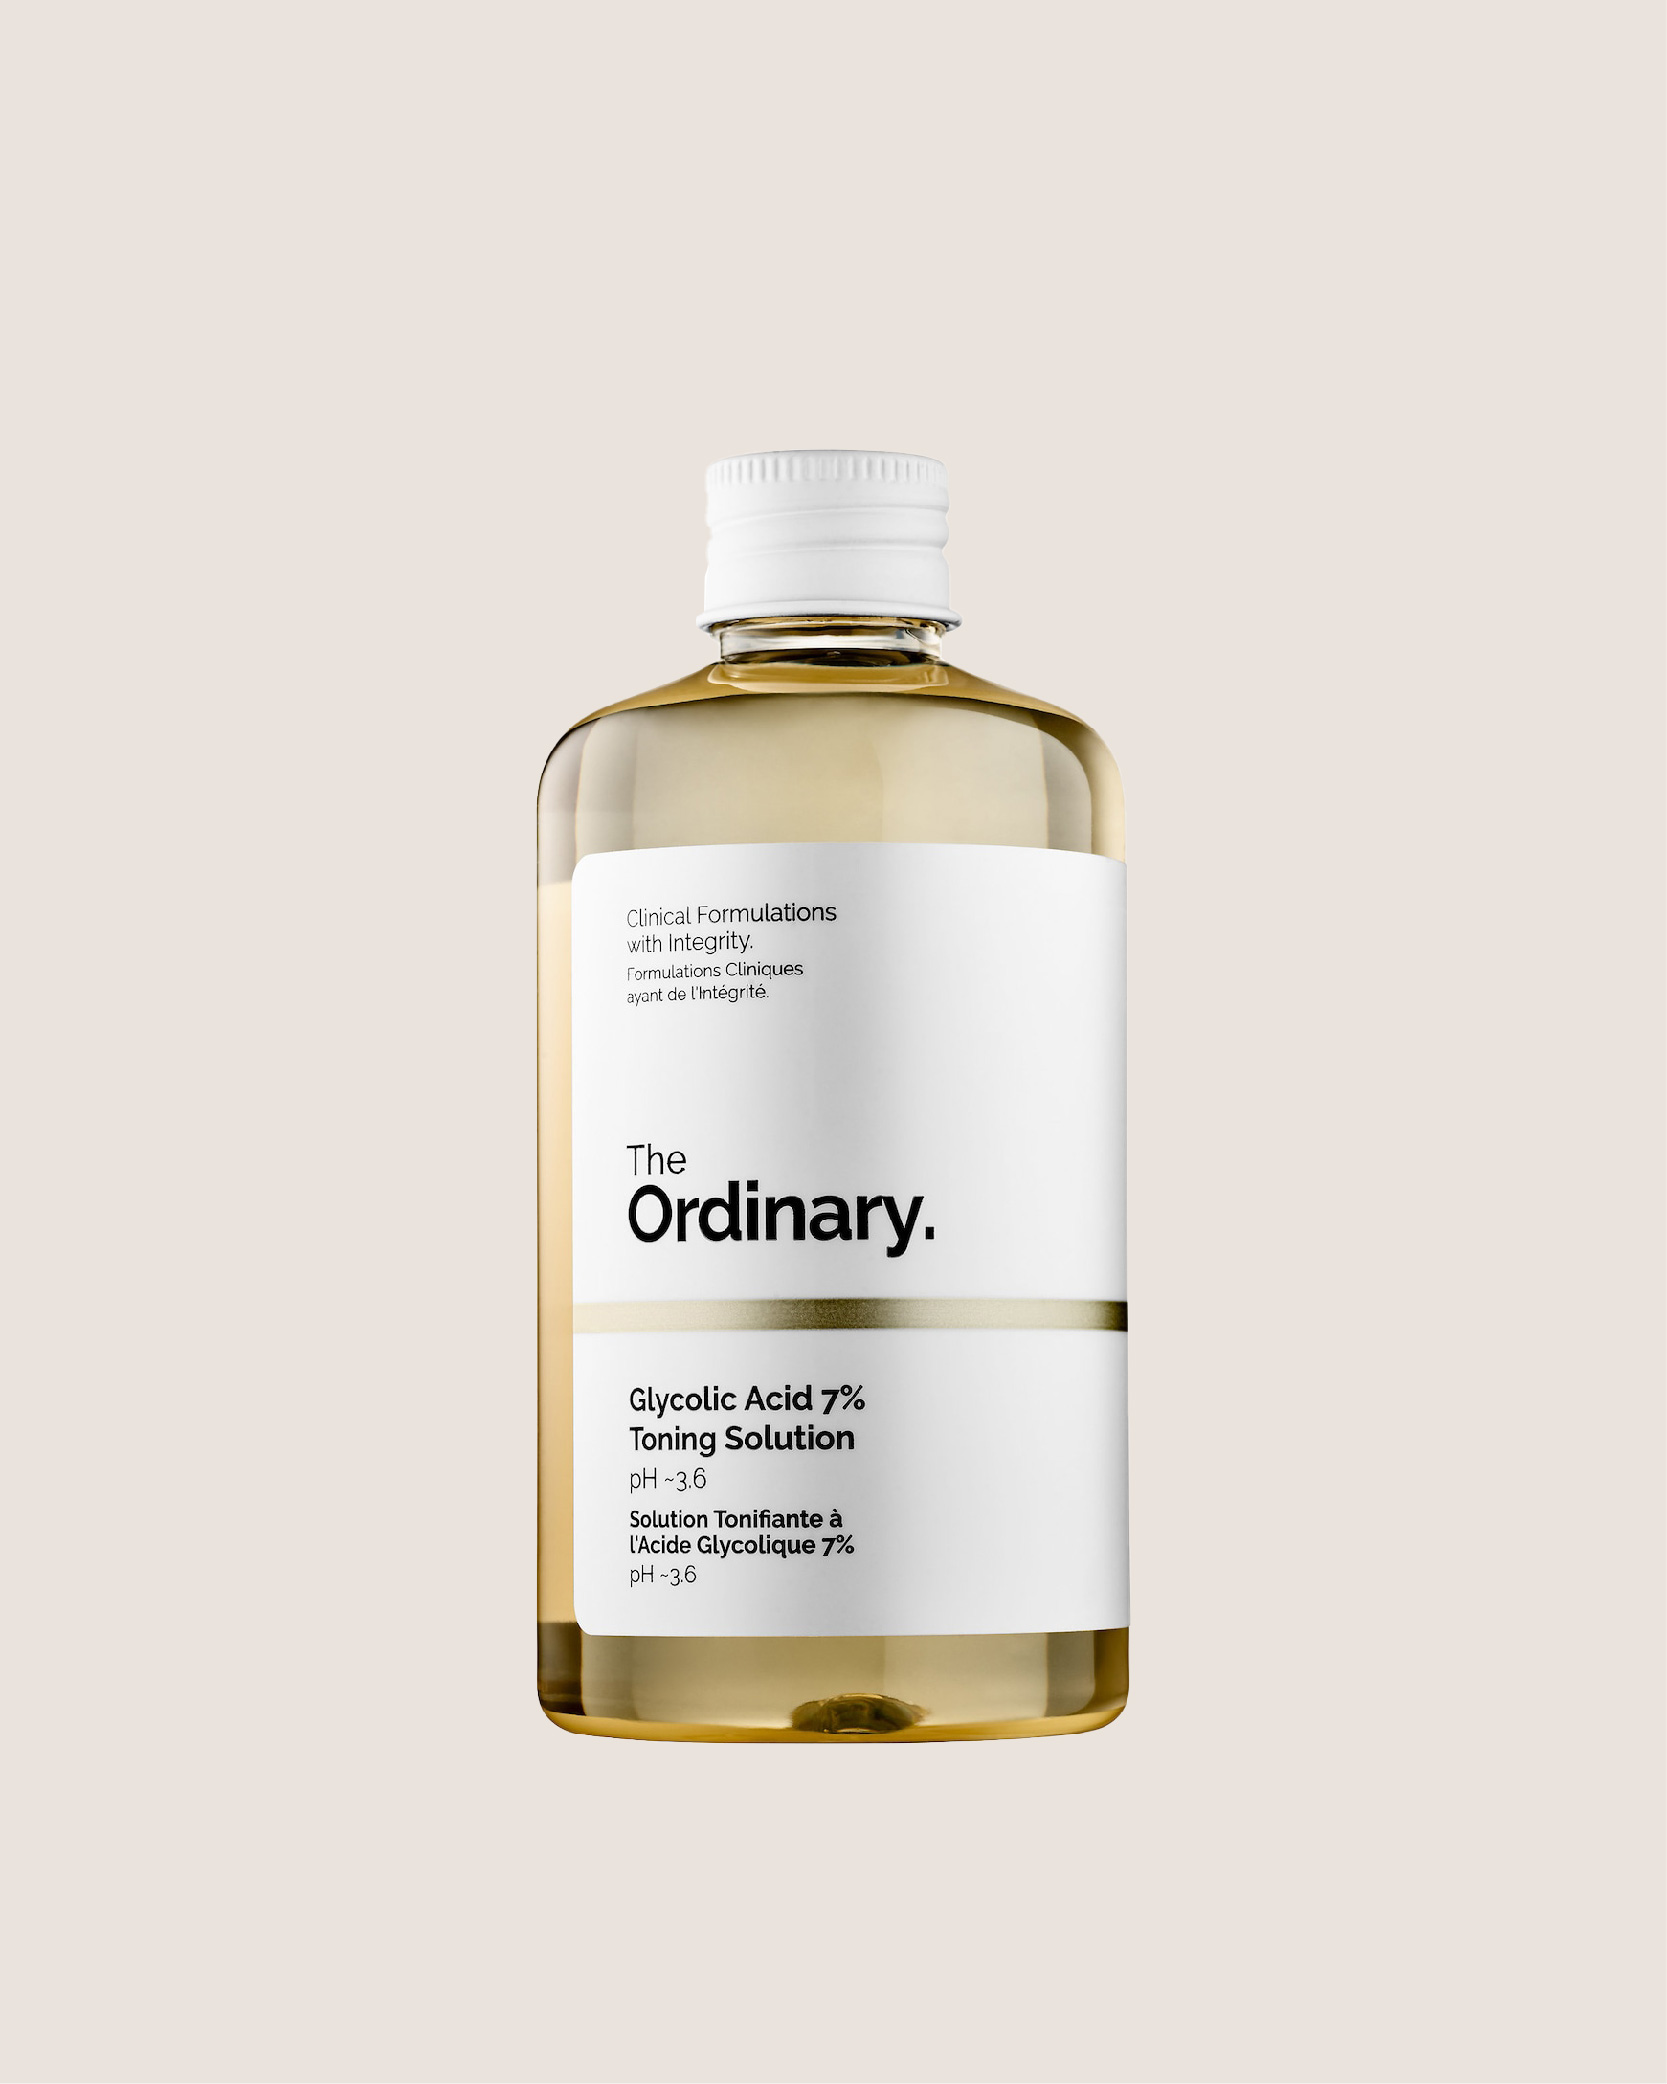 Clinical Formulations
with Integrity.
Formulations Cliniques
ayant de l'Intégrité.
The
Ordinary.
Glycolic Acid 7%
Toning Solution
pH ~3.6
Solution Tonifiante à
l'Acide Glycolique 7%
pH ~3.6